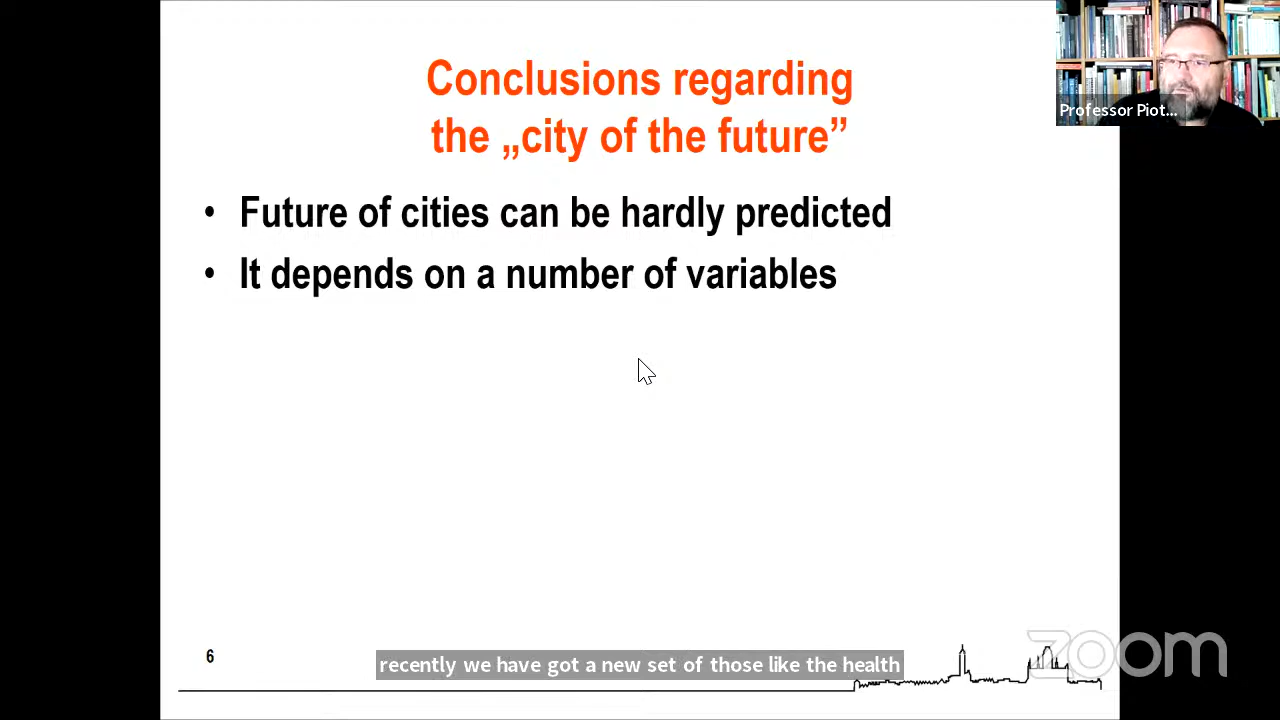 Conclusions regarding
the „city of the future”
Professor Piot...
• Future of cities can be hardly predicted
• It depends on a number of variables
6
recently we have got a new set of those like the health
zoom